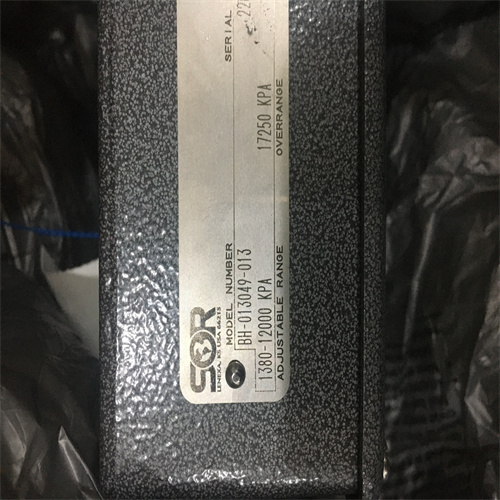 SOR
LENEXA, KS USA 66215
MODEL NUMBER
SERIAL
BH-013049-013
1380-12000 KPA
17250 KPA
ADJUSTABLE RANGE
OVERRANGE